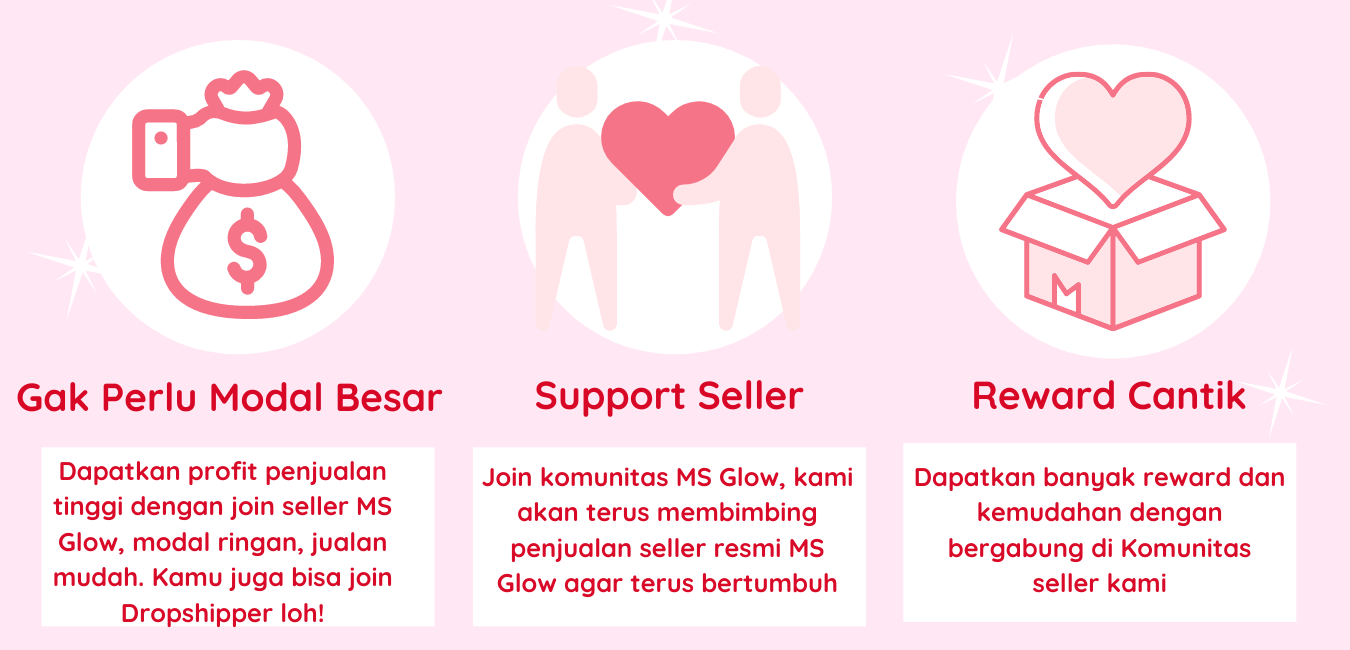 Gak Perlu Modal Besar
Dapatkan profit penjualan
tinggi dengan join seller MS
Glow, modal ringan, jualan
mudah. Kamu juga bisa join
Dropshipper loh!
Support Seller
Join komunitas MS Glow, kami
akan terus membimbing
penjualan seller resmi MS
Glow agar terus bertumbuh
M
Reward Cantik
Dapatkan banyak reward dan
kemudahan dengan
bergabung di Komunitas
seller kami